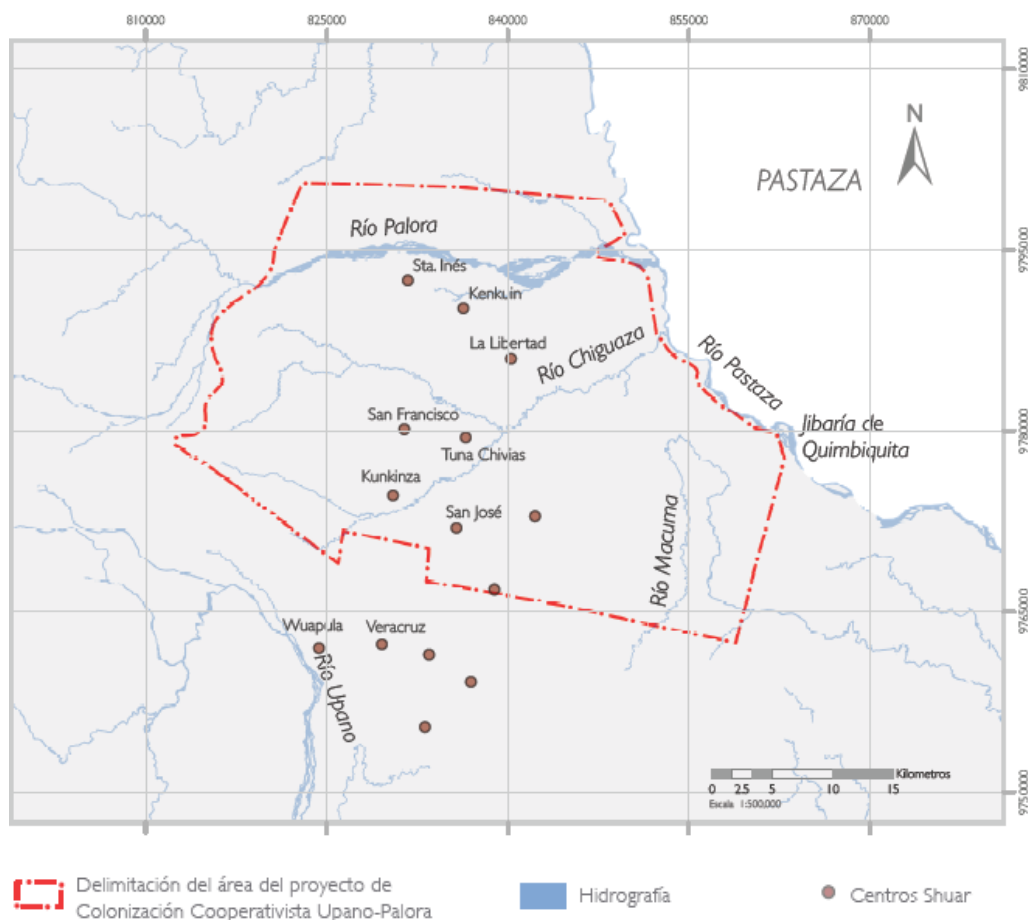 810000
825000
840000
855000
870000
9810000
N
PASTAZA
Río Palora
9795000
Sta. Inés
Kenkuin
La Libertad
Río Chiguaza
Río Pastaza
San Francisco
Jibaría de
Quimbiquita
9780000
Tuna Chivias
Kunkinza
San José
Río Macuma
9765000
Wuapula
Veracruz
Río Upano
Kilometros
0 2.5 5 10 15
Escala 1:500,000
9750000
Delimitación del área del proyecto de
Colonización Cooperativista Upano-Palora
Hidrografía
Centros Shuar